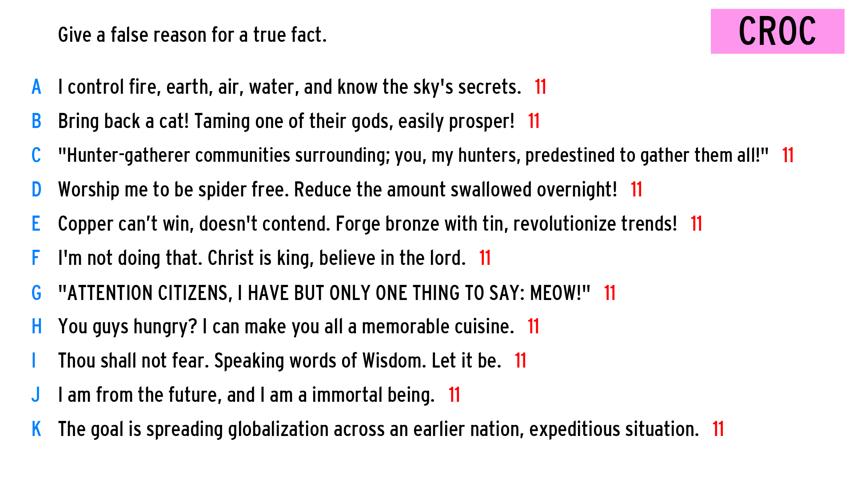 Give a false reason for a true fact.
CROC
A I control fire, earth, air, water, and know the sky's secrets. 11
B Bring back a cat! Taming one of their gods, easily prosper! 11
C "Hunter-gatherer communities surrounding; you, my hunters, predestined to gather them all!" 11
D Worship me to be spider free. Reduce the amount swallowed overnight! 11
E Copper can’t win, doesn't contend. Forge bronze with tin, revolutionize trends! 11
F I'm not doing that. Christ is king, believe in the lord. 11
G "ATTENTION CITIZENS, I HAVE BUT ONLY ONE THING TO SAY: MEOW!" 11
H You guys hungry? I can make you all a memorable cuisine. 11
I Thou shall not fear. Speaking words of Wisdom. Let it be. 11
J I am from the future, and I am a immortal being. 11
K The goal is spreading globalization across an earlier nation, expeditious situation. 11